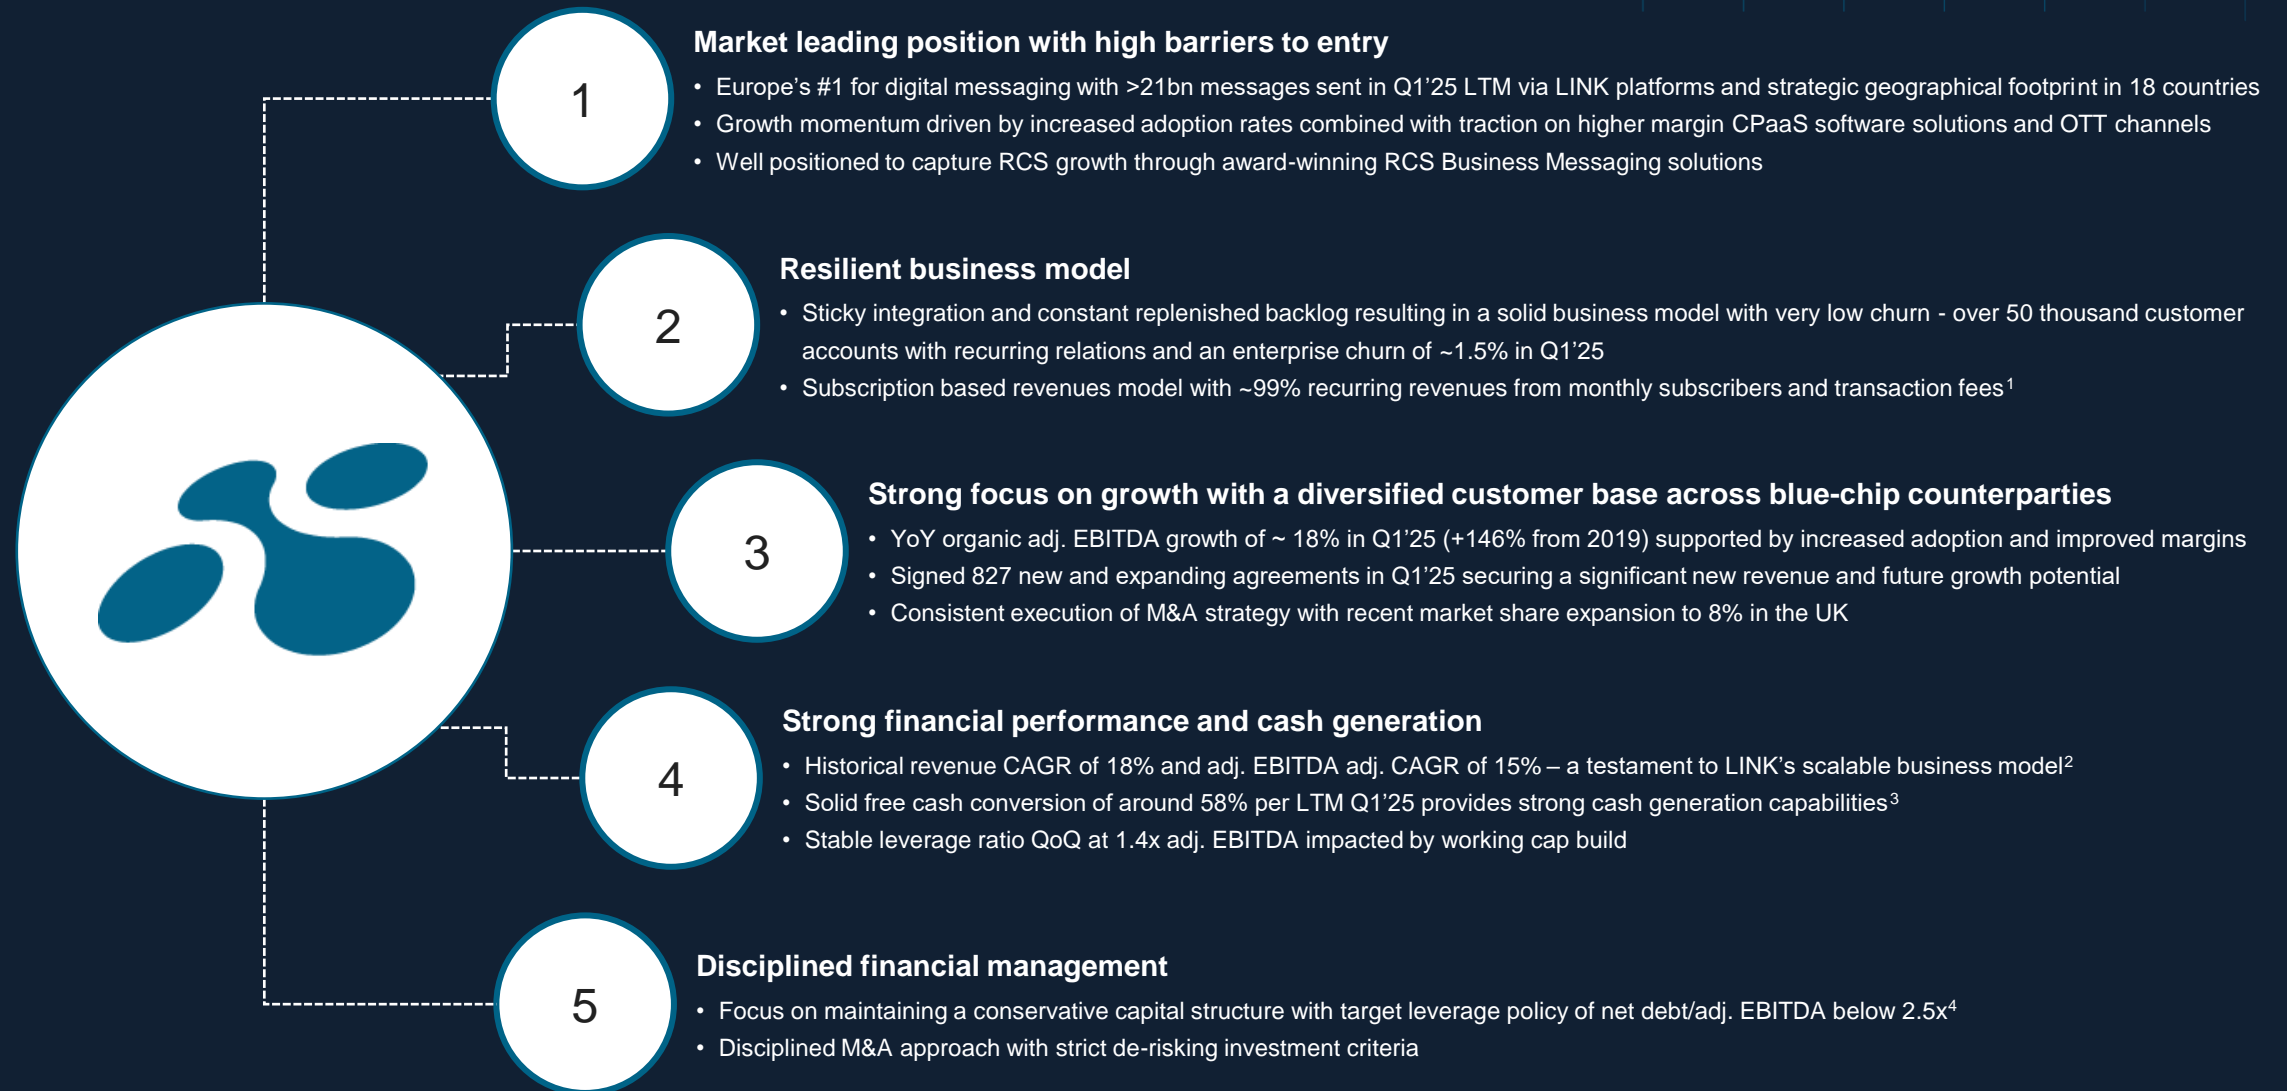 1
Market leading position with high barriers to entry
• Europe's #1 for digital messaging with >21bn messages sent in Q1'25 LTM via LINK platforms and strategic geographical footprint in 18 countries
• Growth momentum driven by increased adoption rates combined with traction on higher margin CPaaS software solutions and OTT channels
• Well positioned to capture RCS growth through award-winning RCS Business Messaging solutions
2
Resilient business model
• Sticky integration and constant replenished backlog resulting in a solid business model with very low churn - over 50 thousand customer
accounts with recurring relations and an enterprise churn of ~1.5% in Q1'25
• Subscription based revenues model with ~99% recurring revenues from monthly subscribers and transaction fees¹
3
Strong focus on growth with a diversified customer base across blue-chip counterparties
• YoY organic adj. EBITDA growth of ~ 18% in Q1'25 (+146% from 2019) supported by increased adoption and improved margins
• Signed 827 new and expanding agreements in Q1'25 securing a significant new revenue and future growth potential
• Consistent execution of M&A strategy with recent market share expansion to 8% in the UK
4
Strong financial performance and cash generation
• Historical revenue CAGR of 18% and adj. EBITDA adj. CAGR of 15% – a testament to LINK's scalable business model²
• Solid free cash conversion of around 58% per LTM Q1'25 provides strong cash generation capabilities³
• Stable leverage ratio QoQ at 1.4x adj. EBITDA impacted by working cap build
5
Disciplined financial management
• Focus on maintaining a conservative capital structure with target leverage policy of net debt/adj. EBITDA below 2.5x⁴
• Disciplined M&A approach with strict de-risking investment criteria